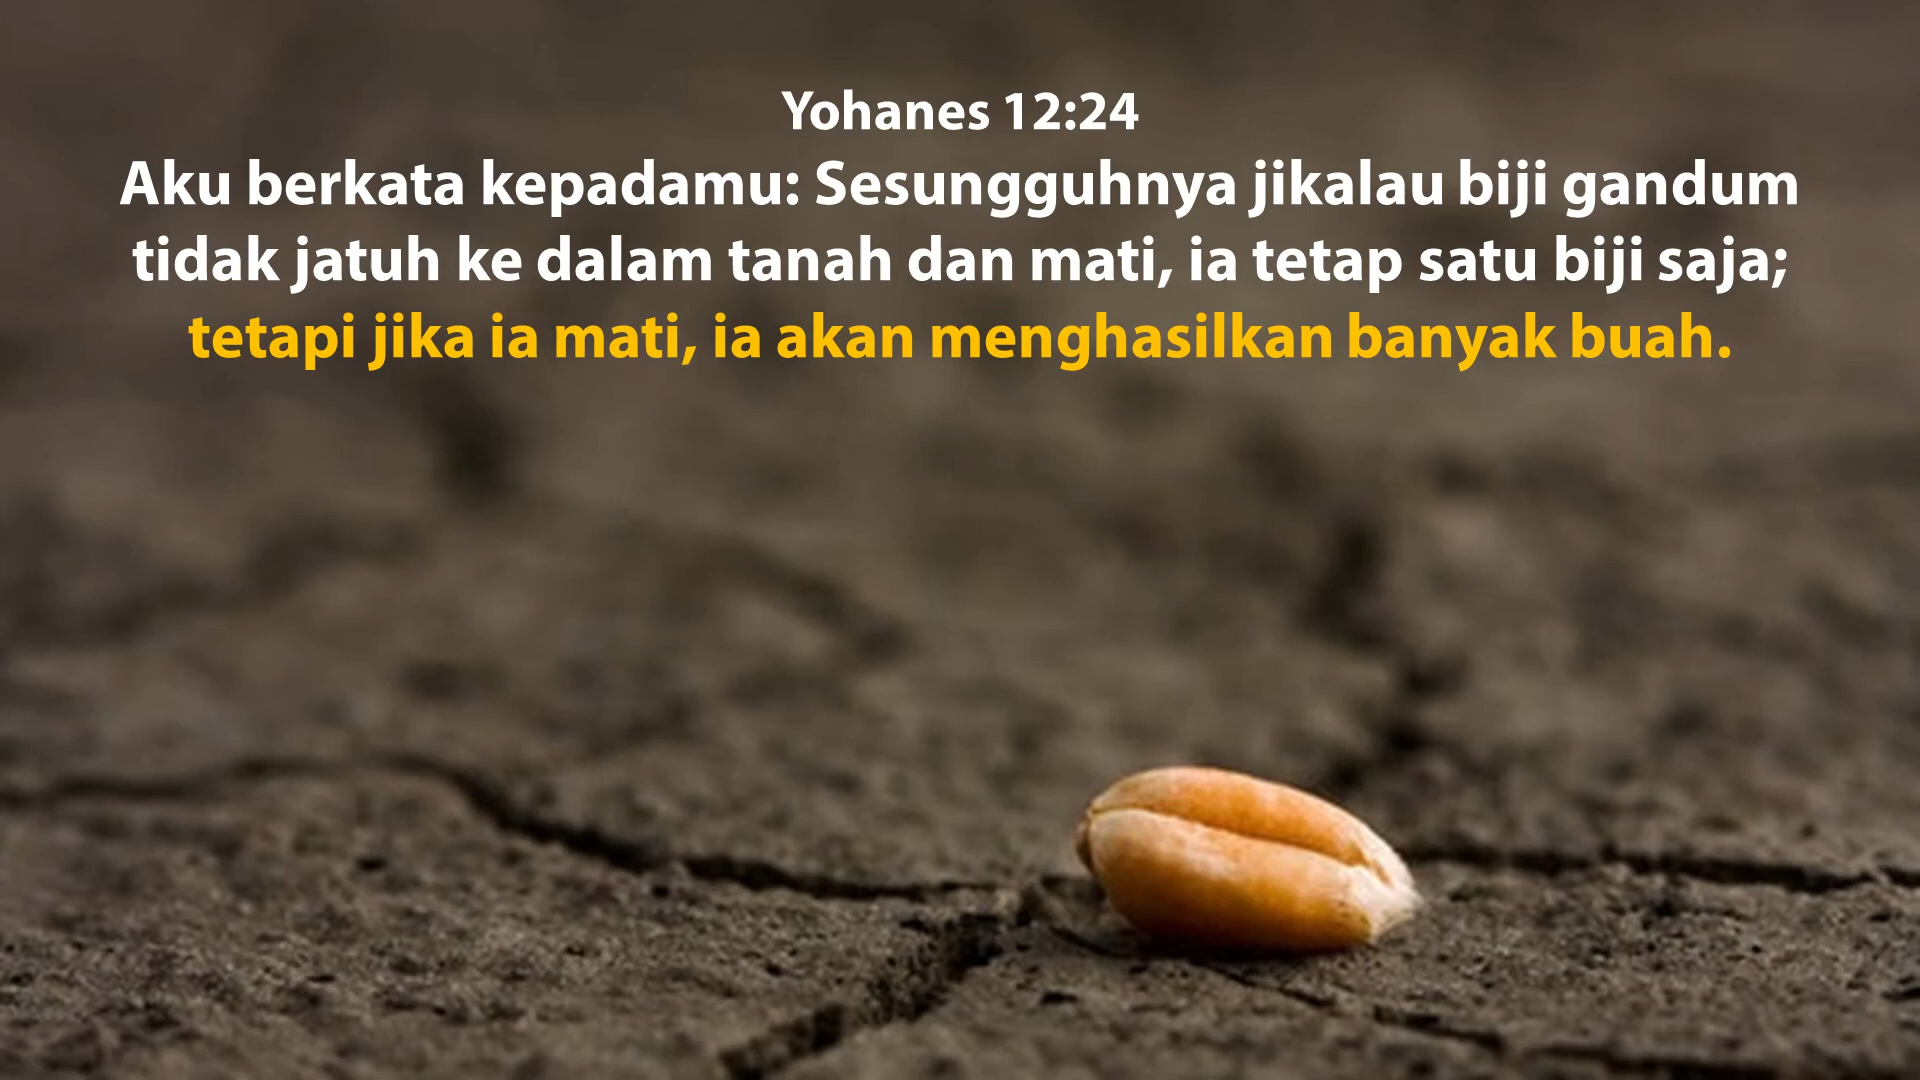 Yohanes 12:24
Aku berkata kepadamu: Sesungguhnya jikalau biji gandum
tidak jatuh ke dalam tanah dan mati, ia tetap satu biji saja;
tetapi jika ia mati, ia akan menghasilkan banyak buah.